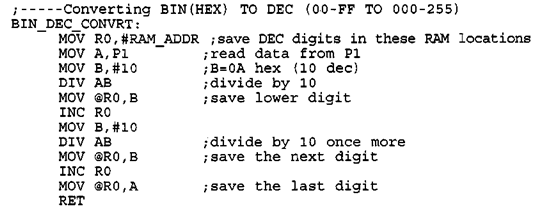 ;-----Converting BIN(HEX) TO DEC (00-FF TO 000-255)
BIN_DEC_CONVRT:
MOV R0,#RAM_ADDR ;save DEC digits in these RAM locations
MOV A,P1 ;read data from P1
MOV B,#10 ;B=0A hex (10 dec)
DIV AB ;divide by 10
MOV @R0,B ;save lower digit
INC R0
MOV B,#10
DIV AB ;divide by 10 once more
MOV @R0,B ;save the next digit
INC R0
MOV @R0,A ;save the last digit
RET